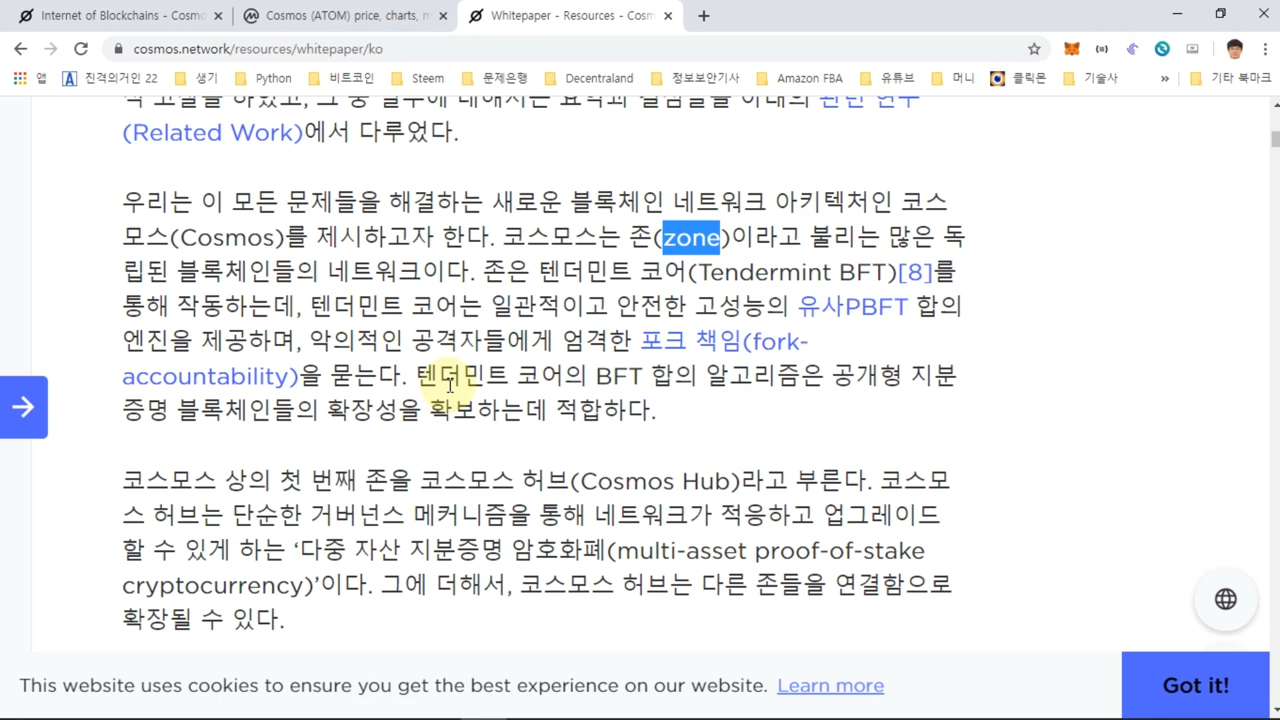 Internet of Blockchains - Cosmo
Cosmos (ATOM) price, charts, m
Whitepaper - Resources - Cosm
cosmos.network/resources/whitepaper/ko
앱 진격의거인 22 생기 Python 비트코인 Steem 문제은행 Decentraland 정보보안기사 Amazon FBA 유튜브 머니 클릭몬 기술사 » 기타 북마크
(Related Work)에서 다루었다.
우리는 이 모든 문제들을 해결하는 새로운 블록체인 네트워크 아키텍처인 코스
모스(Cosmos)를 제시하고자 한다. 코스모스는 존(zone)이라고 불리는 많은 독
립된 블록체인들의 네트워크이다. 존은 텐더민트 코어(Tendermint BFT)[8]를
통해 작동하는데, 텐더민트 코어는 일관적이고 안전한 고성능의 유사PBFT 합의
엔진을 제공하며, 악의적인 공격자들에게 엄격한 포크 책임(fork-
accountability)을 묻는다. 텐더민트 코어의 BFT 합의 알고리즘은 공개형 지분
증명 블록체인들의 확장성을 확보하는데 적합하다.
코스모스 상의 첫 번째 존을 코스모스 허브(Cosmos Hub)라고 부른다. 코스모
스 허브는 단순한 거버넌스 메커니즘을 통해 네트워크가 적응하고 업그레이드
할 수 있게 하는 ‘다중 자산 지분증명 암호화폐(multi-asset proof-of-stake
cryptocurrency)’이다. 그에 더해서, 코스모스 허브는 다른 존들을 연결함으로
확장될 수 있다.
This website uses cookies to ensure you get the best experience on our website. Learn more
Got it!